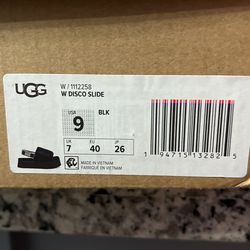 UGG
W / 1112258
W DISCO SLIDE
USA
9
BLK
UK EU JP
7 40 26
MADE IN VIETNAM
FABRIQUÉ AU VIETNAM
1 94715 13282 5